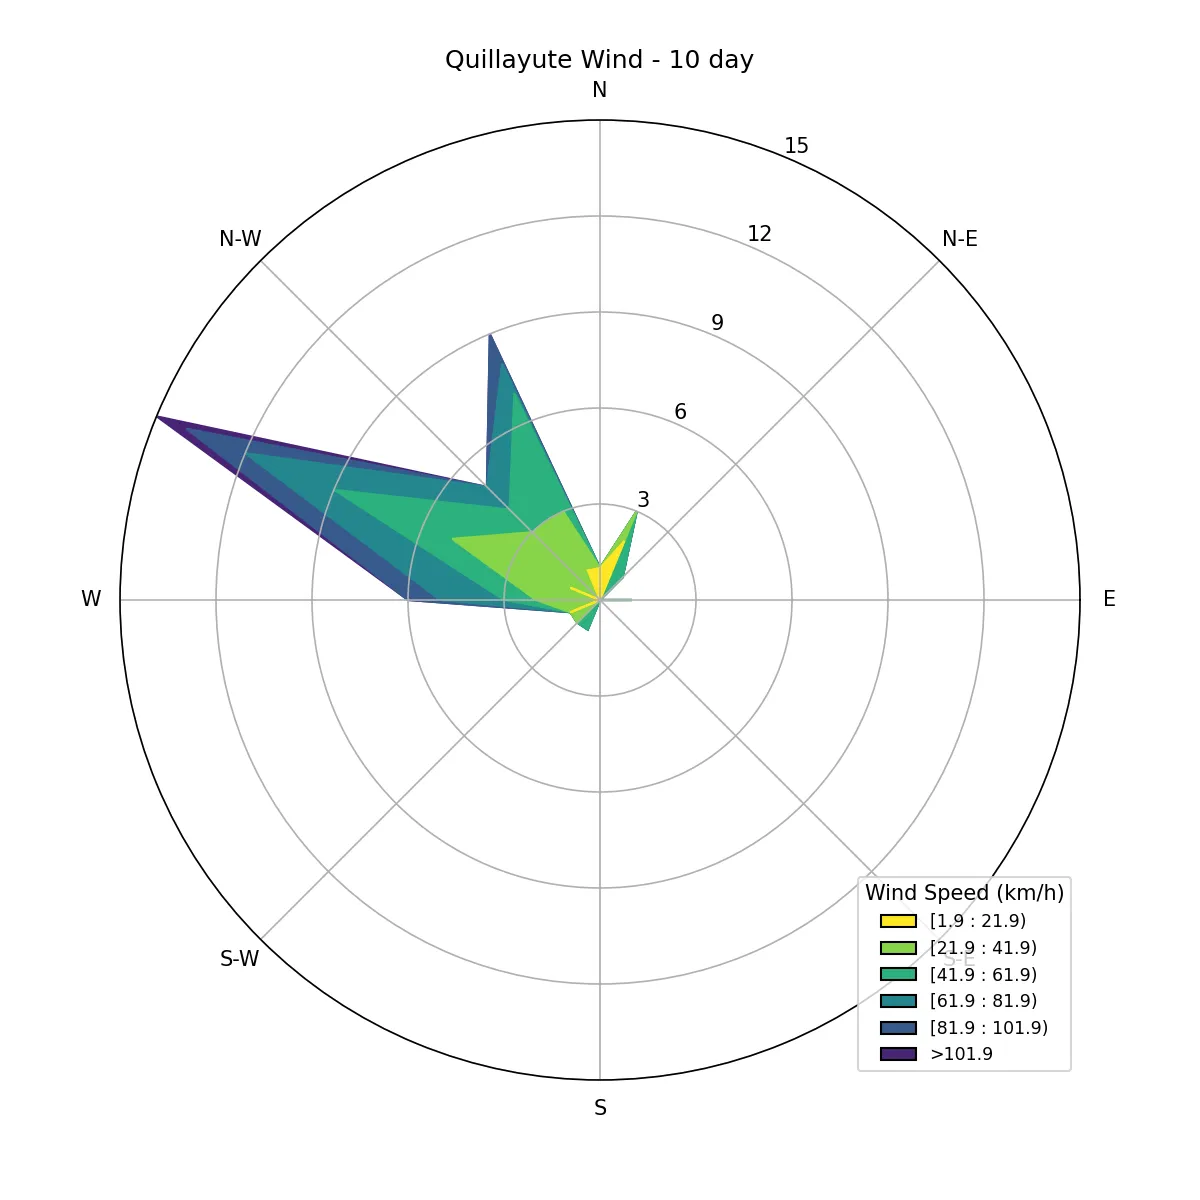 Quillayute Wind - 10 day
N
15
12
N-W
N-E
9
6
3
W
E
Wind Speed (km/h)
[1.9 : 21.9)
[21.9 : 41.9)
S-W
S-E
[41.9 : 61.9)
[61.9 : 81.9)
[81.9 : 101.9)
>101.9
S